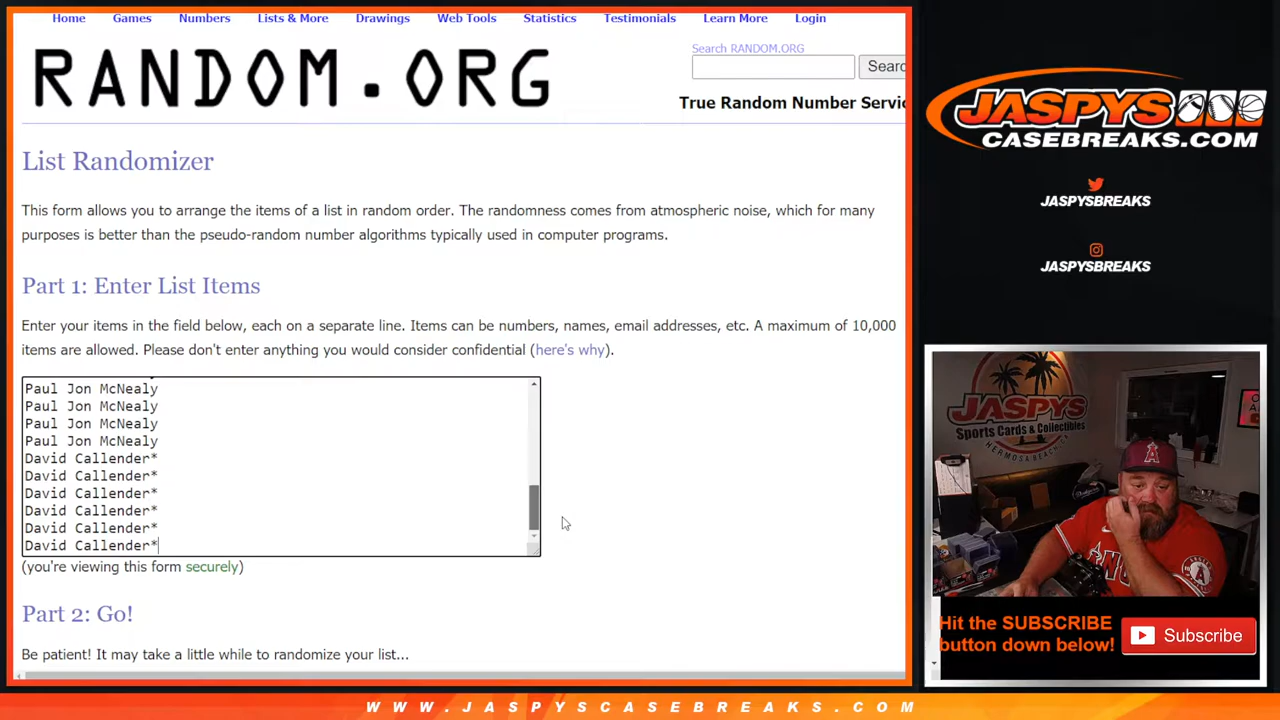 Home Games Numbers Lists & More Drawings Web Tools Statistics Testimonials Learn More Login
RANDOM.ORG
Search RANDOM.ORG
Searc
True Random Number Servic
List Randomizer
This form allows you to arrange the items of a list in random order. The randomness comes from atmospheric noise, which for many
purposes is better than the pseudo-random number algorithms typically used in computer programs.
Part 1: Enter List Items
Enter your items in the field below, each on a separate line. Items can be numbers, names, email addresses, etc. A maximum of 10,000
items are allowed. Please don't enter anything you would consider confidential (here's why).
Paul Jon McNealy
Paul Jon McNealy
Paul Jon McNealy
Paul Jon McNealy
David Callender*
David Callender*
David Callender*
David Callender*
David Callender*
David Callender*
(you're viewing this form securely)
Part 2: Go!
Be patient! It may take a little while to randomize your list...
JASPYS
CASEBREAKS.COM
JASPYSBREAKS
JASPYSBREAKS
JASPYS
Sports Cards & Collectibles
HERMOSA BEACH, CA
Hit the SUBSCRIBE
button down below!
Subscribe
WWW.JASPYSCASEBREAKS.COM